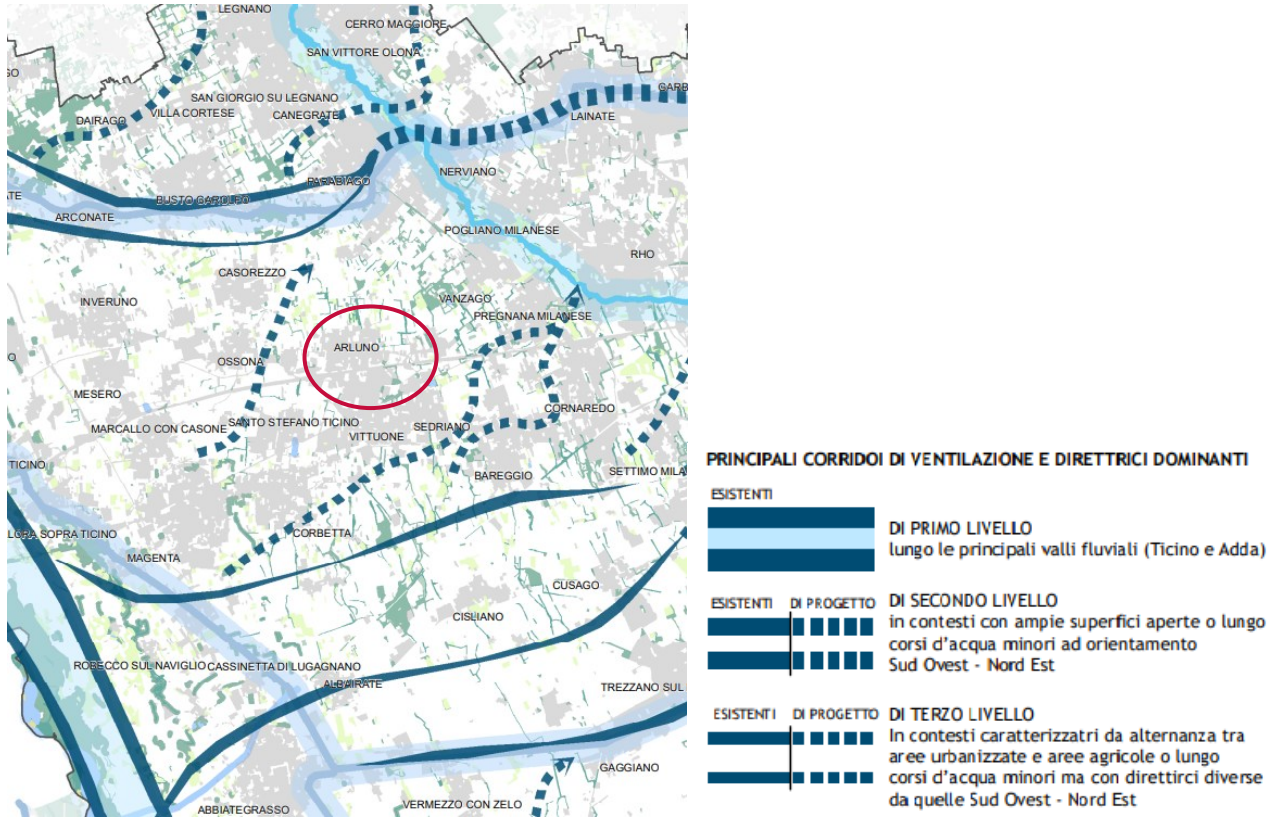 LEGNANO
CERRO MAGGIORE
SAN VITTORE OLONA
GO
GARB
SAN GIORGIO SU LEGNANO
DAIRAGO
VILLA CORTESE
CANEGRATE
LAINATE
NERVIANO
PARABIAGO
ATE
BUSTO GAROLFO
ARCONATE
POGLIANO MILANESE
RHO
CASOREZZO
INVERUNO
VANZAGO
PREGNANA MILANESE
ARLUNO
O
OSSONA
MESERO
CORNAREDO
MARCALLO CON CASONE
SANTO STEFANO TICINO
SEDRIANO
VITTUONE
TICINO
BAREGGIO
SETTIMO MILA
LORA SOPRA TICINO
CORBETTA
MAGENTA
CUSAGO
CISLIANO
ROBECCO SUL NAVIGLIO
CASSINETTA DI LUGAGNANO
ALBAIRATE
TREZZANO SUL
GAGGIANO
ABBIATEGRASSO
VERMEZZO CON ZELO
PRINCIPALI CORRIDOI DI VENTILAZIONE E DIRETTRICI DOMINANTI
ESISTENTI
DI PRIMO LIVELLO
lungo le principali valli fluviali (Ticino e Adda)
ESISTENTI DI PROGETTO
DI SECONDO LIVELLO
in contesti con ampie superfici aperte o lungo
corsi d'acqua minori ad orientamento
Sud Ovest - Nord Est
ESISTENTI DI PROGETTO
DI TERZO LIVELLO
In contesti caratterizzatri da alternanza tra
aree urbanizzate e aree agricole o lungo
corsi d'acqua minori ma con direttirci diverse
da quelle Sud Ovest - Nord Est